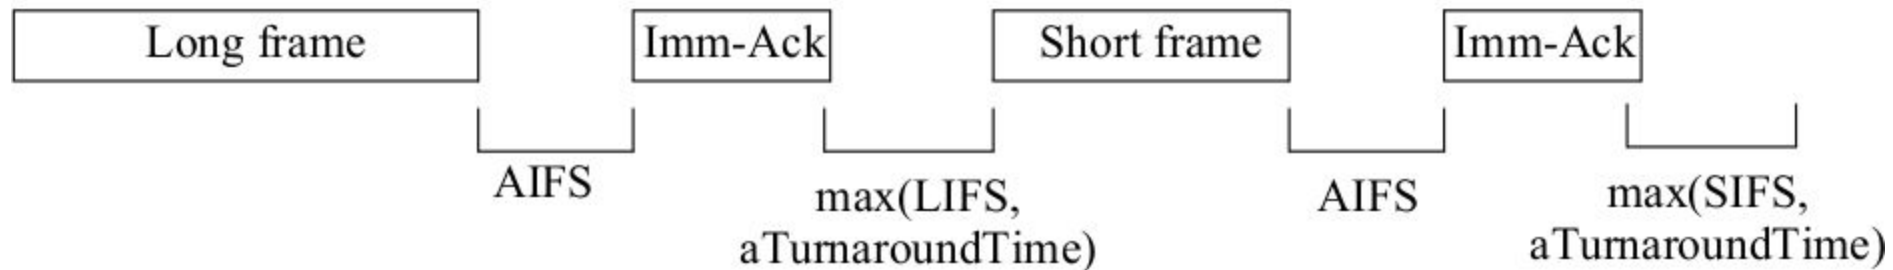 Long frame
Imm-Ack
Short frame
Imm-Ack
AIFS
max(LIFS,
aTurnaroundTime)
AIFS
max(SIFS,
aTurnaroundTime)